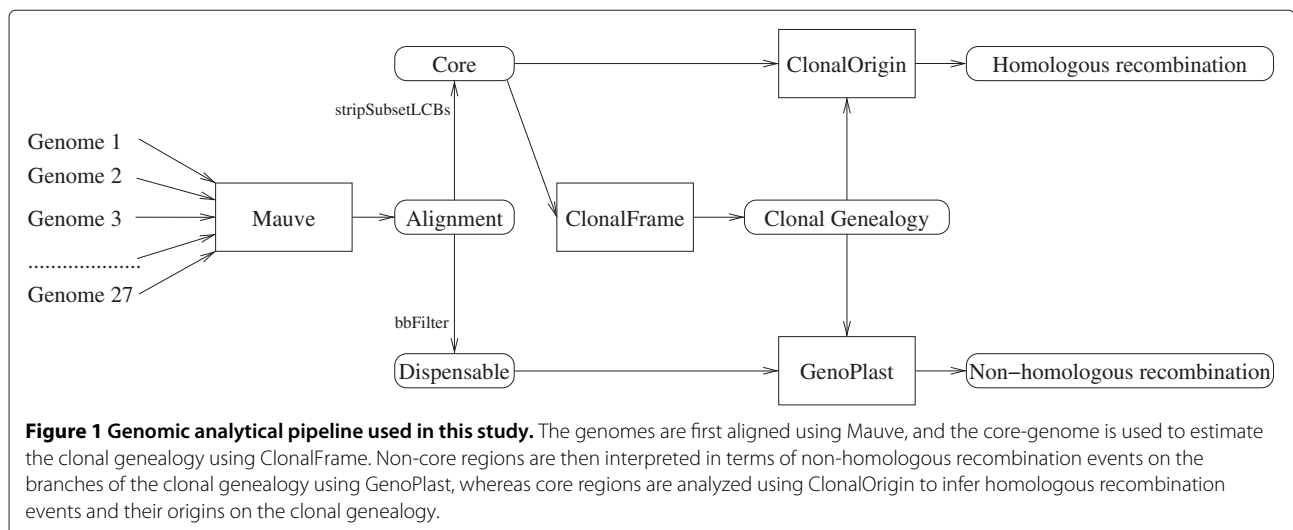 Core
ClonalOrigin
Homologous recombination
stripSubsetLCBs
Genome 1
Genome 2
Genome 3
....................
Genome 27
Mauve
Alignment
ClonalFrame
Clonal Genealogy
bbFilter
Dispensable
GenoPlast
Non−homologous recombination
Figure 1 Genomic analytical pipeline used in this study. The genomes are first aligned using Mauve, and the core-genome is used to estimate
the clonal genealogy using ClonalFrame. Non-core regions are then interpreted in terms of non-homologous recombination events on the
branches of the clonal genealogy using GenoPlast, whereas core regions are analyzed using ClonalOrigin to infer homologous recombination
events and their origins on the clonal genealogy.